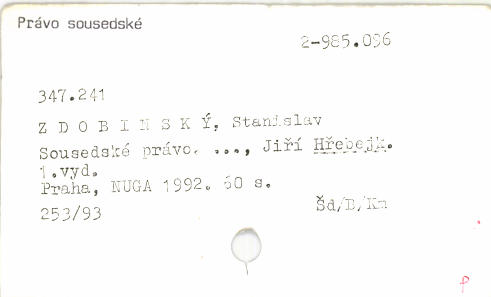 Právo sousedské
2-985.096
347.241
Z D O B I N S K Ý, Stanislav
Sousedské právo. ..., Jiří Hřebejk.
1.vyd.
Praha, NUGA 1992. 60 s.
253/93
Šd/B/Km
P